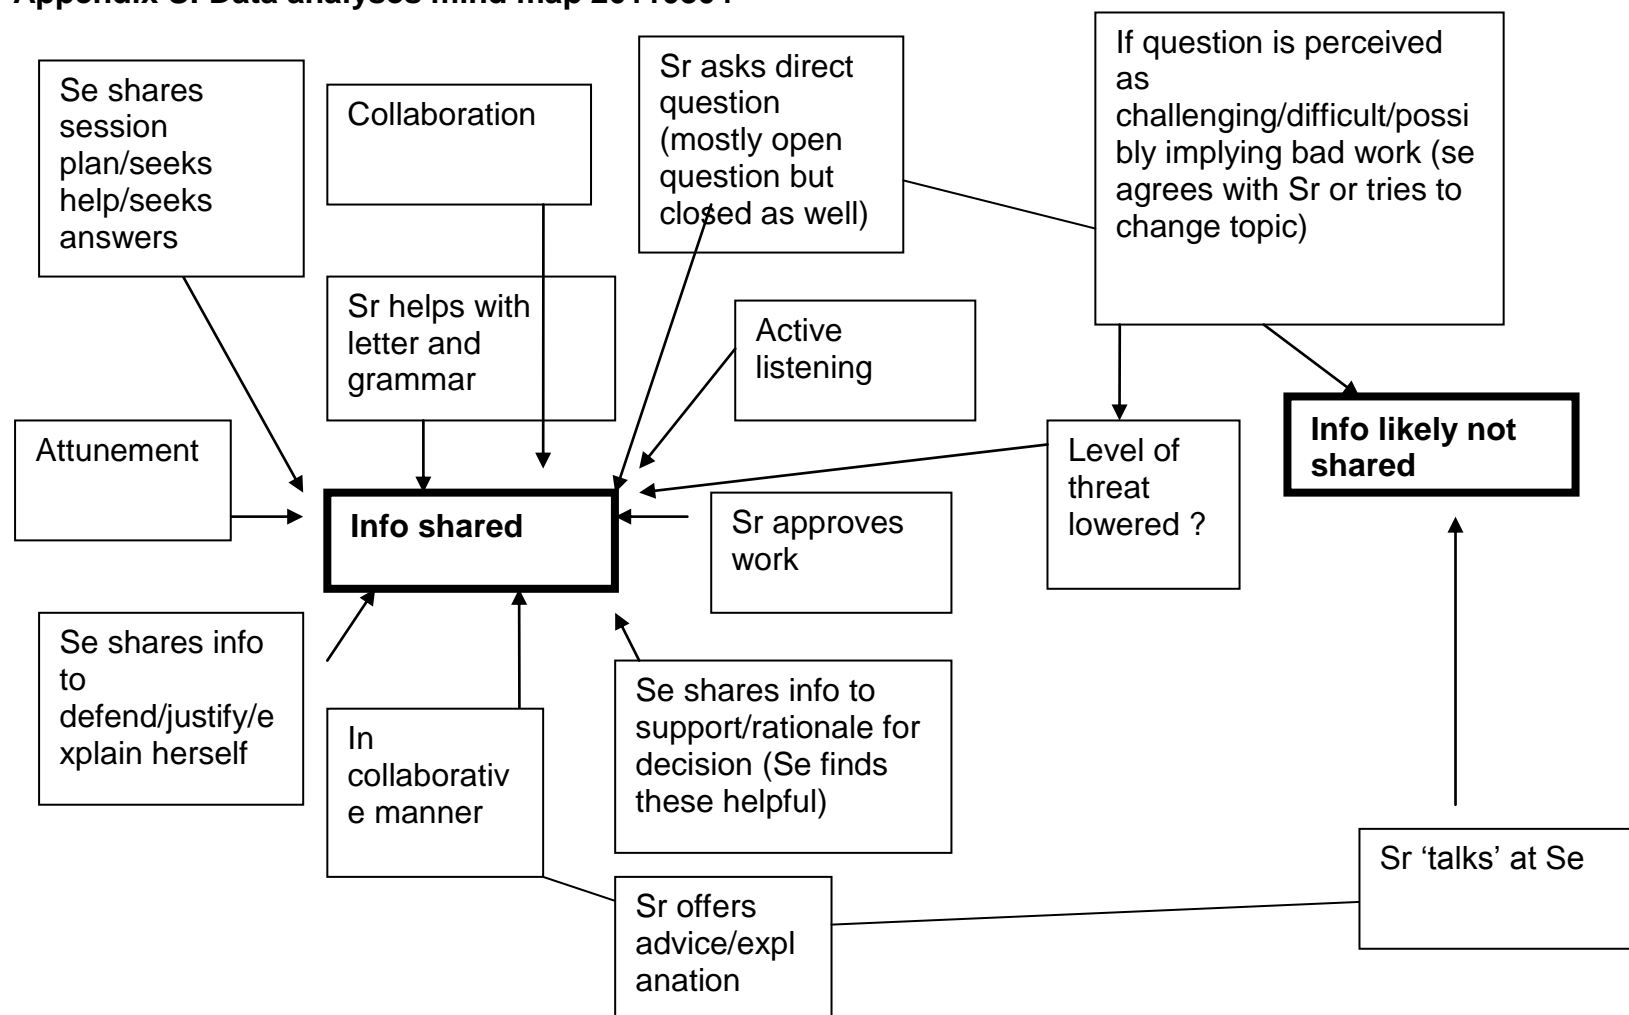 If question is perceived
as
challenging/difficult/possi
bly implying bad work (se
agrees with Sr or tries to
change topic)
Sr asks direct
question
(mostly open
question but
closed as well)
Se shares
session
plan/seeks
help/seeks
answers
Collaboration
Sr helps with
letter and
grammar
Active
listening
Attunement
Info shared
Sr approves
work
Level of
threat
lowered ?
Info likely not
shared
Se shares info
to
defend/justify/e
xplain herself
In
collaborativ
e manner
Se shares info to
support/rationale for
decision (Se finds
these helpful)
Sr offers
advice/expl
anation
Sr ‘talks’ at Se